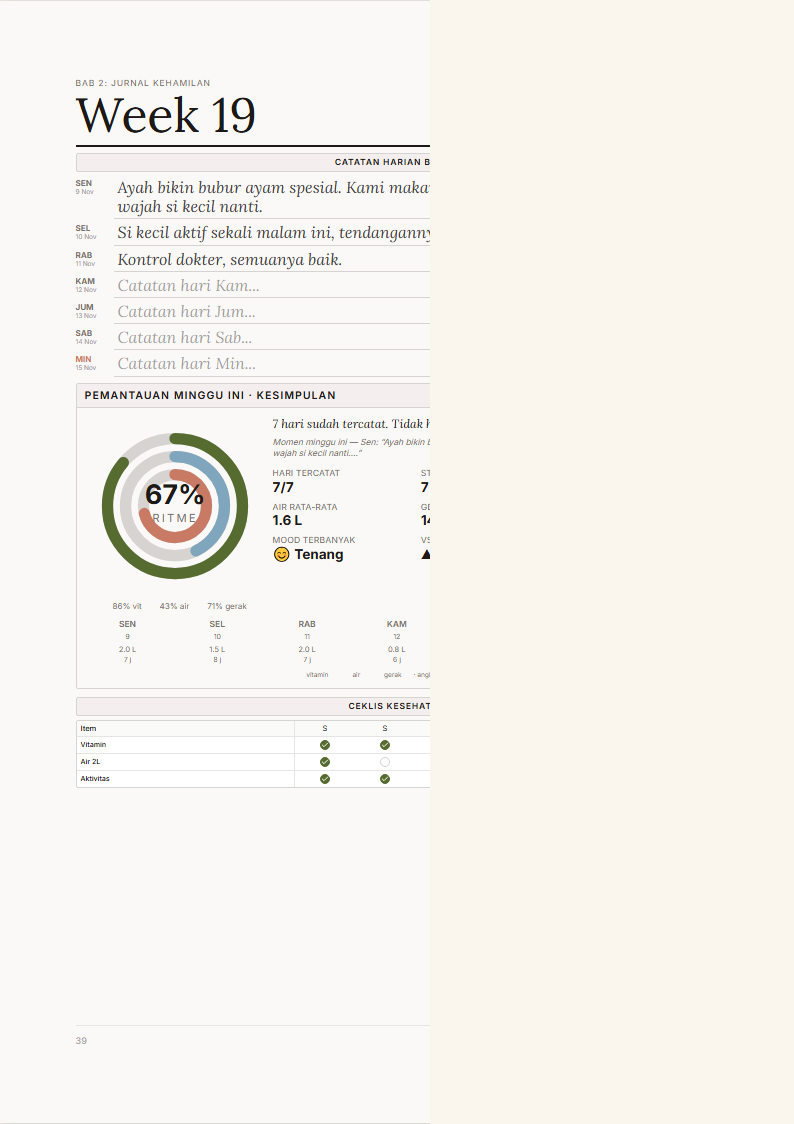 BAB 2: JURNAL KEHAMILAN
Week 19
CATATAN HARIAN
SEN
9 Nov
Ayah bikin bubur ayam spesial. Kami
wajah si kecil nanti.
SEL
10 Nov
Si kecil aktif sekali malam ini,
RAB
11 Nov
Kontrol dokter, semuanya baik.
KAM
12 Nov
Catatan hari Kam...
JUM
13 Nov
Catatan hari Jum...
SAB
14 Nov
Catatan hari Sab...
MIN
15 Nov
Catatan hari Min...
PEMANTAUAN MINGGU INI · KESIMPULAN
67%
RITME
7 hari sudah tercatat. Tidak
Momen minggu ini — Sen: "Ayah bikin
wajah si kecil nanti...."
HARI TERCATAT
7/7
7
AIR RATA-RATA
1.6 L
MOOD TERBANYAK
😊 Tenang
▲
86% vit 43% air 71% gerak
SEN SEL RAB KAM
9 10 11 12
2.0 L 1.5 L 2.0 L 0.8 L
7 j 8 j 7 j 6 j
vitamin air gerak ·
CEKLIS
Item S S
Vitamin
Air 2L
Aktivitas
39